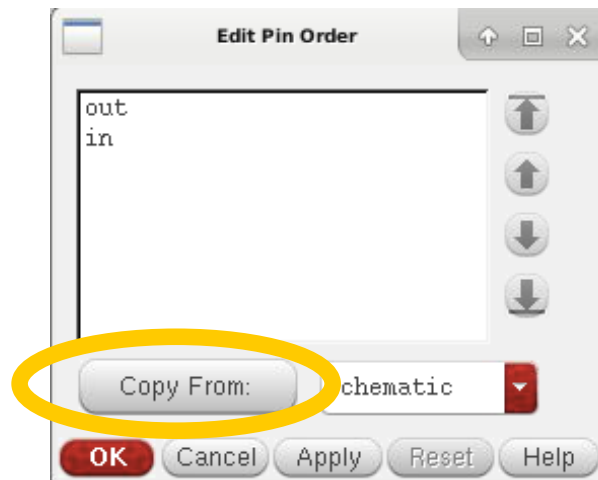 Edit Pin Order
out
in
Copy From: chematic
OK Cancel Apply Reset Help